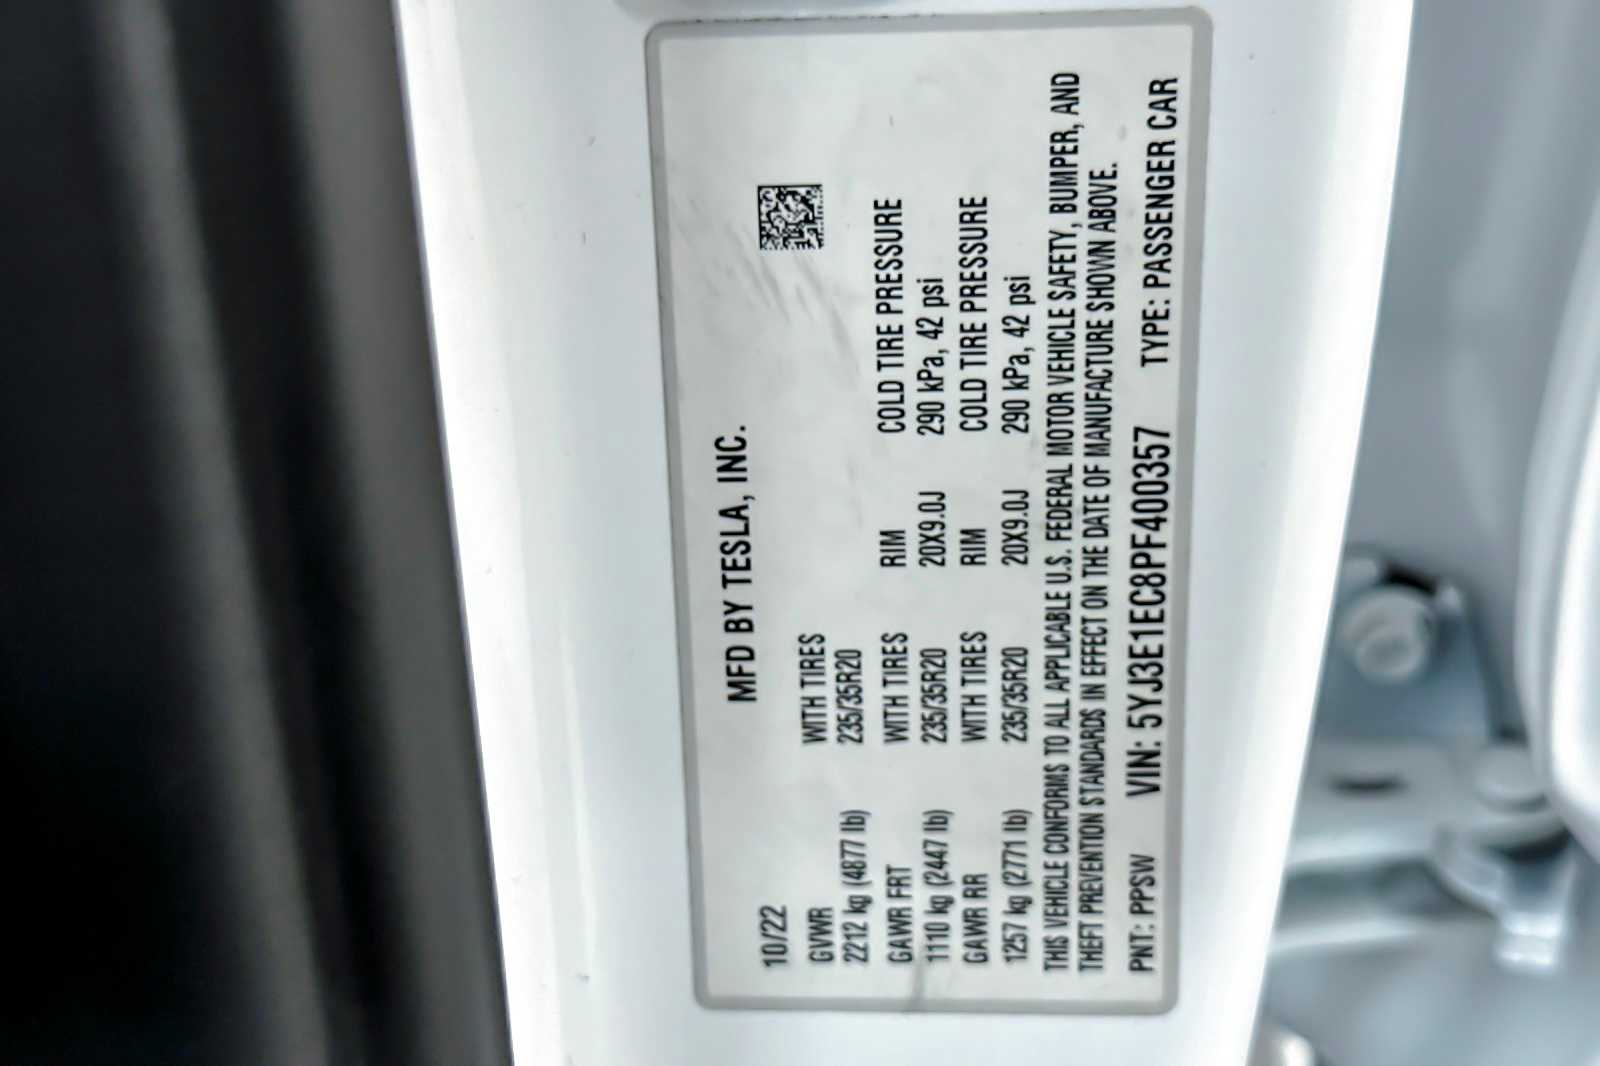 MFD BY TESLA, INC.
10/22
GVWR WITH TIRES
2212 kg (4877 lb) 235/35R20
GAWR FRT WITH TIRES RIM COLD TIRE PRESSURE
1110 kg (2447 lb) 235/35R20 20X9.0J 290 kPa, 42 psi
GAWR RR WITH TIRES RIM COLD TIRE PRESSURE
1257 kg (2771 lb) 235/35R20 20X9.0J 290 kPa, 42 psi
THIS VEHICLE CONFORMS TO ALL APPLICABLE U.S. FEDERAL MOTOR VEHICLE SAFETY, BUMPER, AND
THEFT PREVENTION STANDARDS IN EFFECT ON THE DATE OF MANUFACTURE SHOWN ABOVE.
PNT: PPSW VIN: 5YJ3E1EC8PF400357 TYPE: PASSENGER CAR